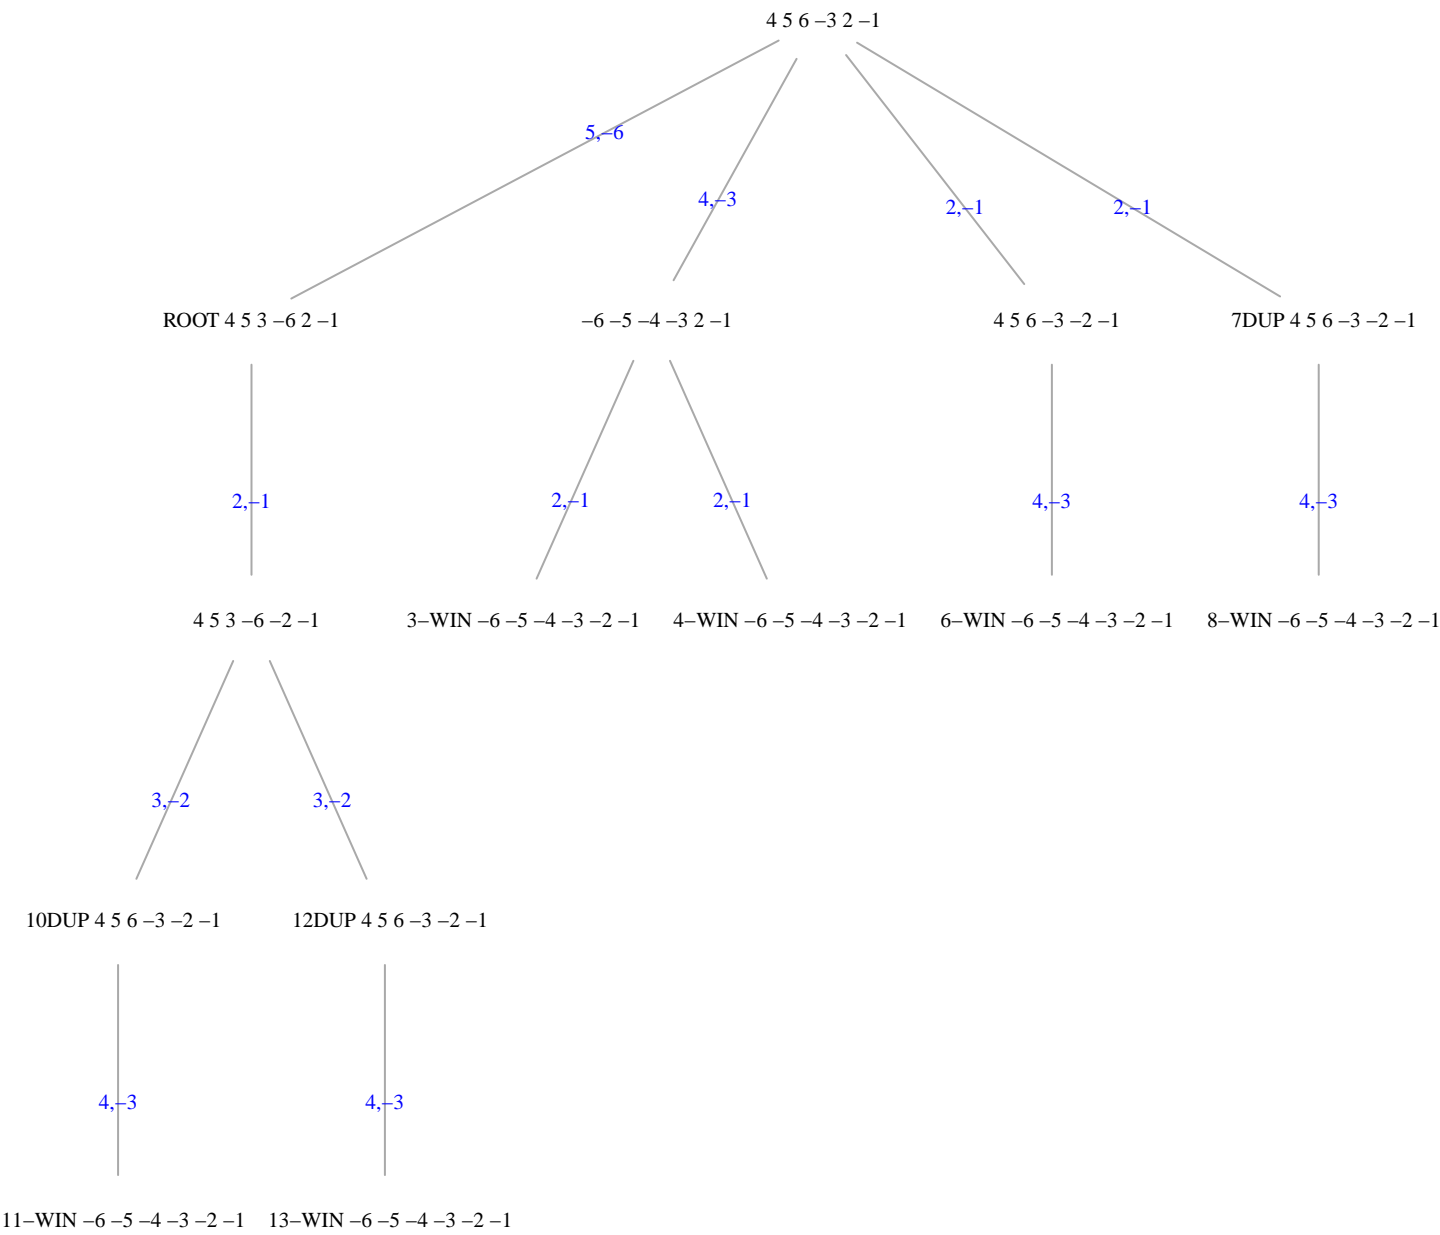 4 5 6 –3 2 –1
5,–6
4,–3
2,–1
2,–1
ROOT 4 5 3 –6 2 –1
–6 –5 –4 –3 2 –1
4 5 6 –3 –2 –1
7DUP 4 5 6 –3 –2 –1
2,–1
2,–1
2,–1
4,–3
4,–3
4 5 3 –6 –2 –1
3–WIN –6 –5 –4 –3 –2 –1
4–WIN –6 –5 –4 –3 –2 –1
6–WIN –6 –5 –4 –3 –2 –1
8–WIN –6 –5 –4 –3 –2 –1
3,–2
3,–2
10DUP 4 5 6 –3 –2 –1
12DUP 4 5 6 –3 –2 –1
4,–3
4,–3
11–WIN –6 –5 –4 –3 –2 –1
13–WIN –6 –5 –4 –3 –2 –1